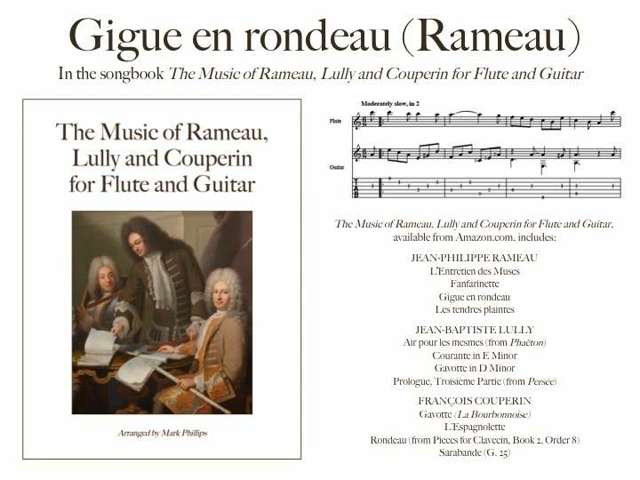 Gigue en rondeau (Rameau)
In the songbook The Music of Rameau, Lully and Couperin for Flute and Guitar
The Music of Rameau,
Lully and Couperin
for Flute and Guitar
Arranged by Mark Phillips
Moderately slow, in 2
Flute
Guitar
The Music of Rameau, Lully and Couperin for Flute and Guitar,
available from Amazon.com, includes:
JEAN-PHILIPPE RAMEAU
L'Entretien des Muses
Fanfarinette
Gigue en rondeau
Les tendres plaintes
JEAN-BAPTISTE LULLY
Air pour les mesmes (from Phaëton)
Courante in E Minor
Gavotte in D Minor
Prologue, Troisième Partie (from Persée)
FRANÇOIS COUPERIN
Gavotte (La Bourbonnoise)
L'Espagnolette
Rondeau (from Pieces for Clavecin, Book 2, Order 8)
Sarabande (G. 25)